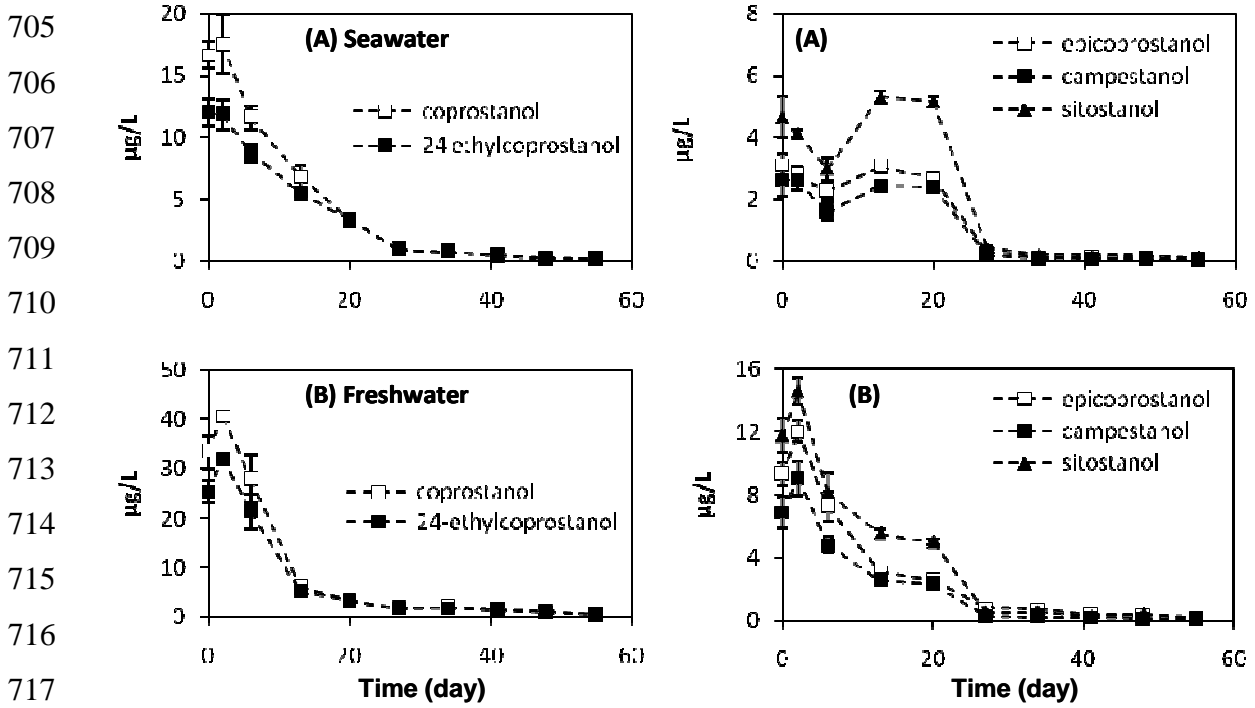 705
706
707
708
709
710
711
712
713
714
715
716
717
20
15
10
5
0
µg/L
(A) Seawater
coprostanol
24 ethylcoprostanol
0 20 40 60
8
6
4
2
0
µg/L
(A)
epicoprostanol
campestanol
sitostanol
0 20 40 60
50
40
30
20
10
0
µg/L
(B) Freshwater
coprostanol
24-ethylcoprostanol
0 20 40 60
Time (day)
16
12
8
4
0
µg/L
(B)
epicoprostanol
campestanol
sitostanol
0 20 40 60
Time (day)